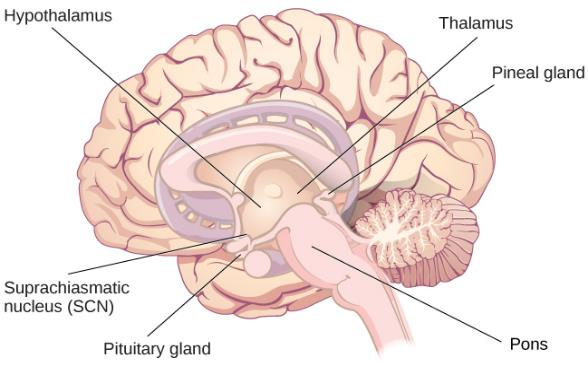 Hypothalamus
Thalamus
Pineal gland
Suprachiasmatic
nucleus (SCN)
Pituitary gland
Pons